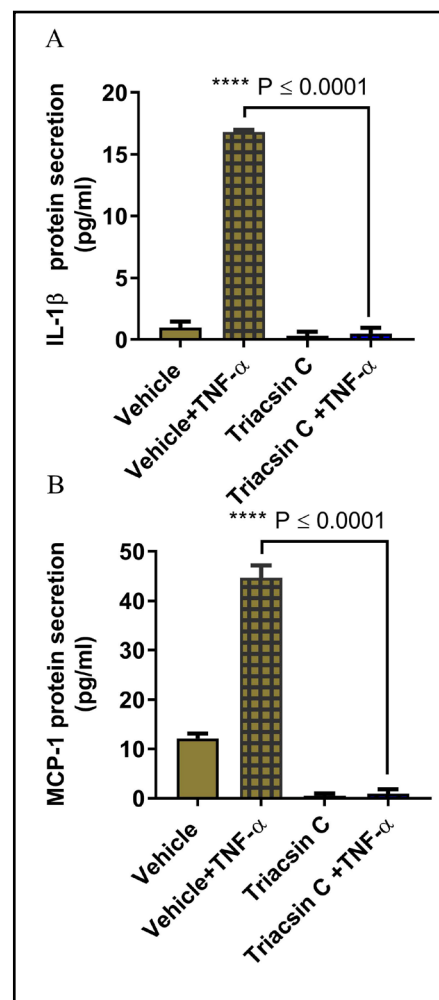 A
**** P ≤ 0.0001
IL-1β protein secretion
(pg/ml)
20
15
10
5
0
Vehicle
Vehicle+TNF-α
Triacsin C
Triacsin C +TNF-α
B
**** P ≤ 0.0001
MCP-1 protein secretion
(pg/ml)
50
40
30
20
10
0
Vehicle
Vehicle+TNF-α
Triacsin C
Triacsin C +TNF-α